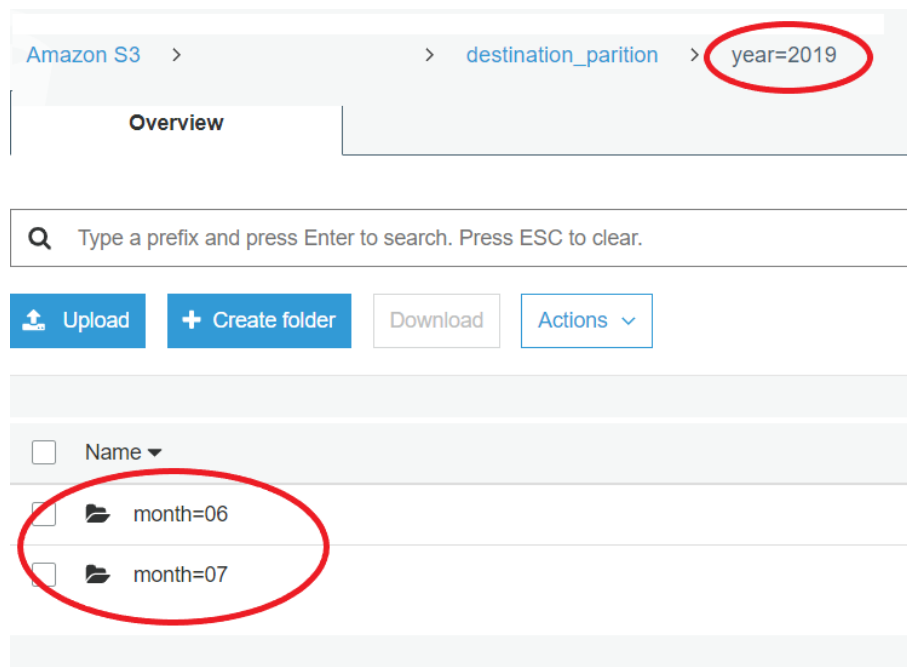 Amazon S3 > > destination_parition > year=2019
Overview
Type a prefix and press Enter to search. Press ESC to clear.
Upload + Create folder Download Actions
Name
month=06
month=07